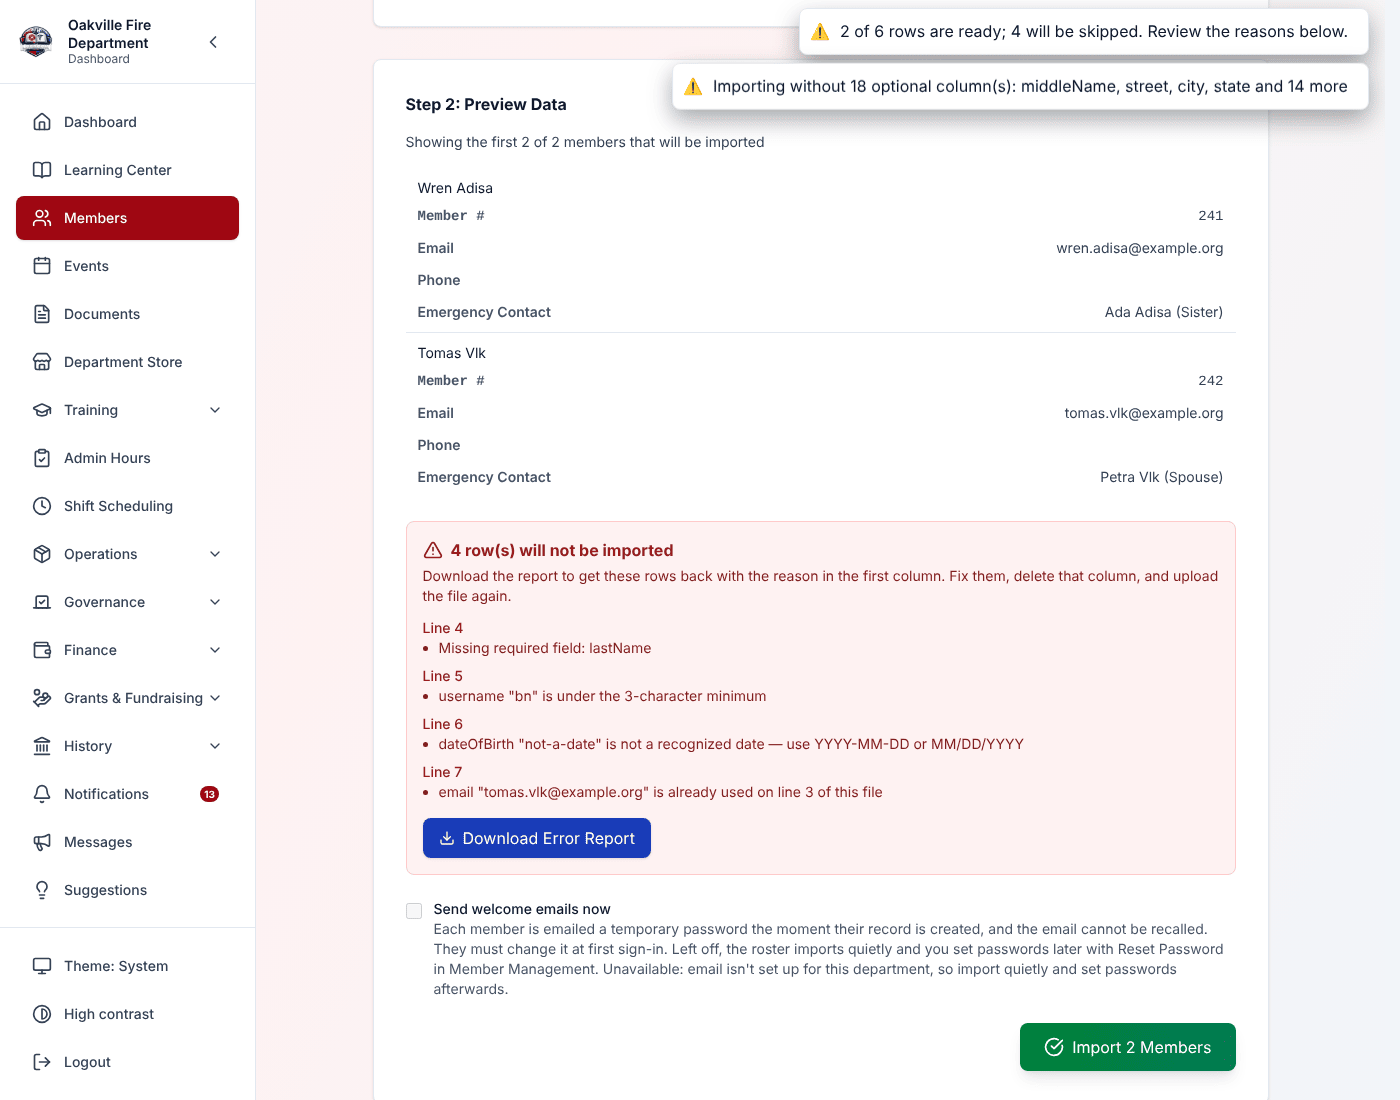 Oakville Fire
Department
Dashboard
Dashboard
Learning Center
Members
Events
Documents
Department Store
Training
Admin Hours
Shift Scheduling
Operations
Governance
Finance
Grants & Fundraising
History
Notifications
13
Messages
Suggestions
Theme: System
High contrast
Logout
2 of 6 rows are ready; 4 will be skipped. Review the reasons below.
Importing without 18 optional column(s): middleName, street, city, state and 14 more
Step 2: Preview Data
Showing the first 2 of 2 members that will be imported
Wren Adisa
Member # 241
Email wren.adisa@example.org
Phone
Emergency Contact Ada Adisa (Sister)
Tomas Vlk
Member # 242
Email tomas.vlk@example.org
Phone
Emergency Contact Petra Vlk (Spouse)
4 row(s) will not be imported
Download the report to get these rows back with the reason in the first column. Fix them, delete that column, and upload
the file again.
Line 4
• Missing required field: lastName
Line 5
• username "bn" is under the 3-character minimum
Line 6
• dateOfBirth "not-a-date" is not a recognized date — use YYYY-MM-DD or MM/DD/YYYY
Line 7
• email "tomas.vlk@example.org" is already used on line 3 of this file
Download Error Report
Send welcome emails now
Each member is emailed a temporary password the moment their record is created, and the email cannot be recalled.
They must change it at first sign-in. Left off, the roster imports quietly and you set passwords later with Reset Password
in Member Management. Unavailable: email isn't set up for this department, so import quietly and set passwords
afterwards.
Import 2 Members